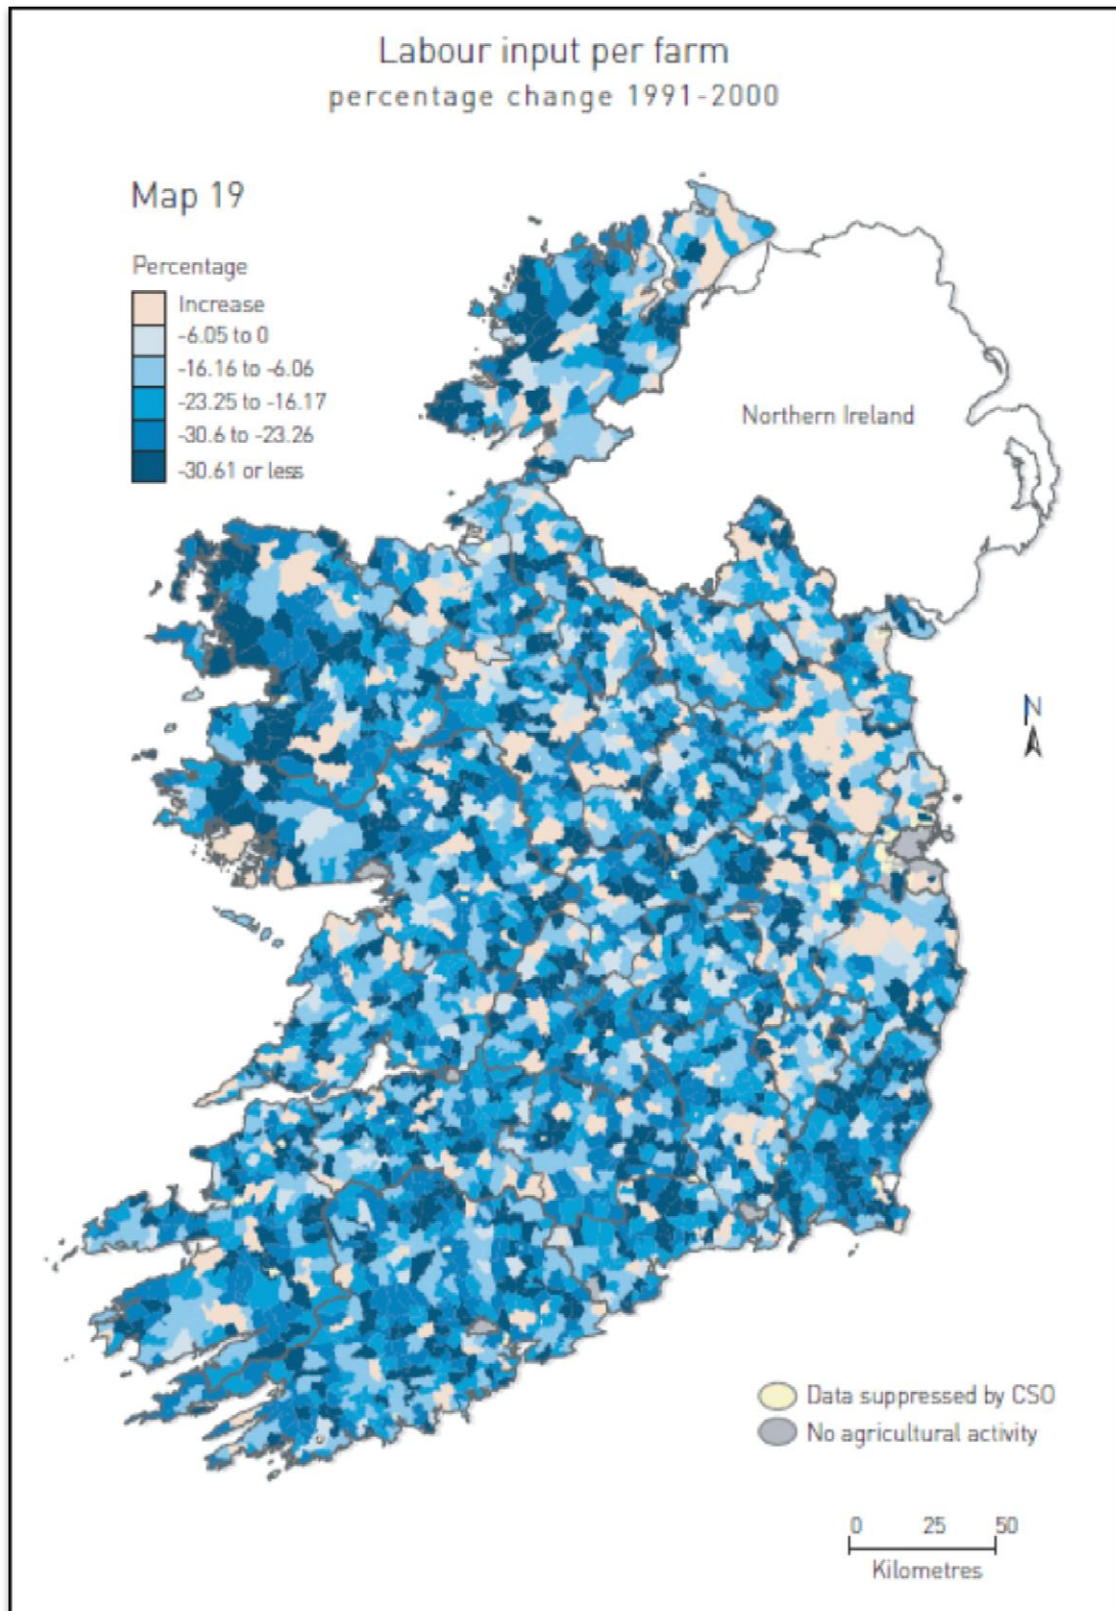 Labour input per farm
percentage change 1991-2000
Map 19
Percentage
Increase
-6.05 to 0
-16.16 to -6.06
-23.25 to -16.17
-30.6 to -23.26
-30.61 or less
Northern Ireland
N
Data suppressed by CSO
No agricultural activity
0 25 50
Kilometres